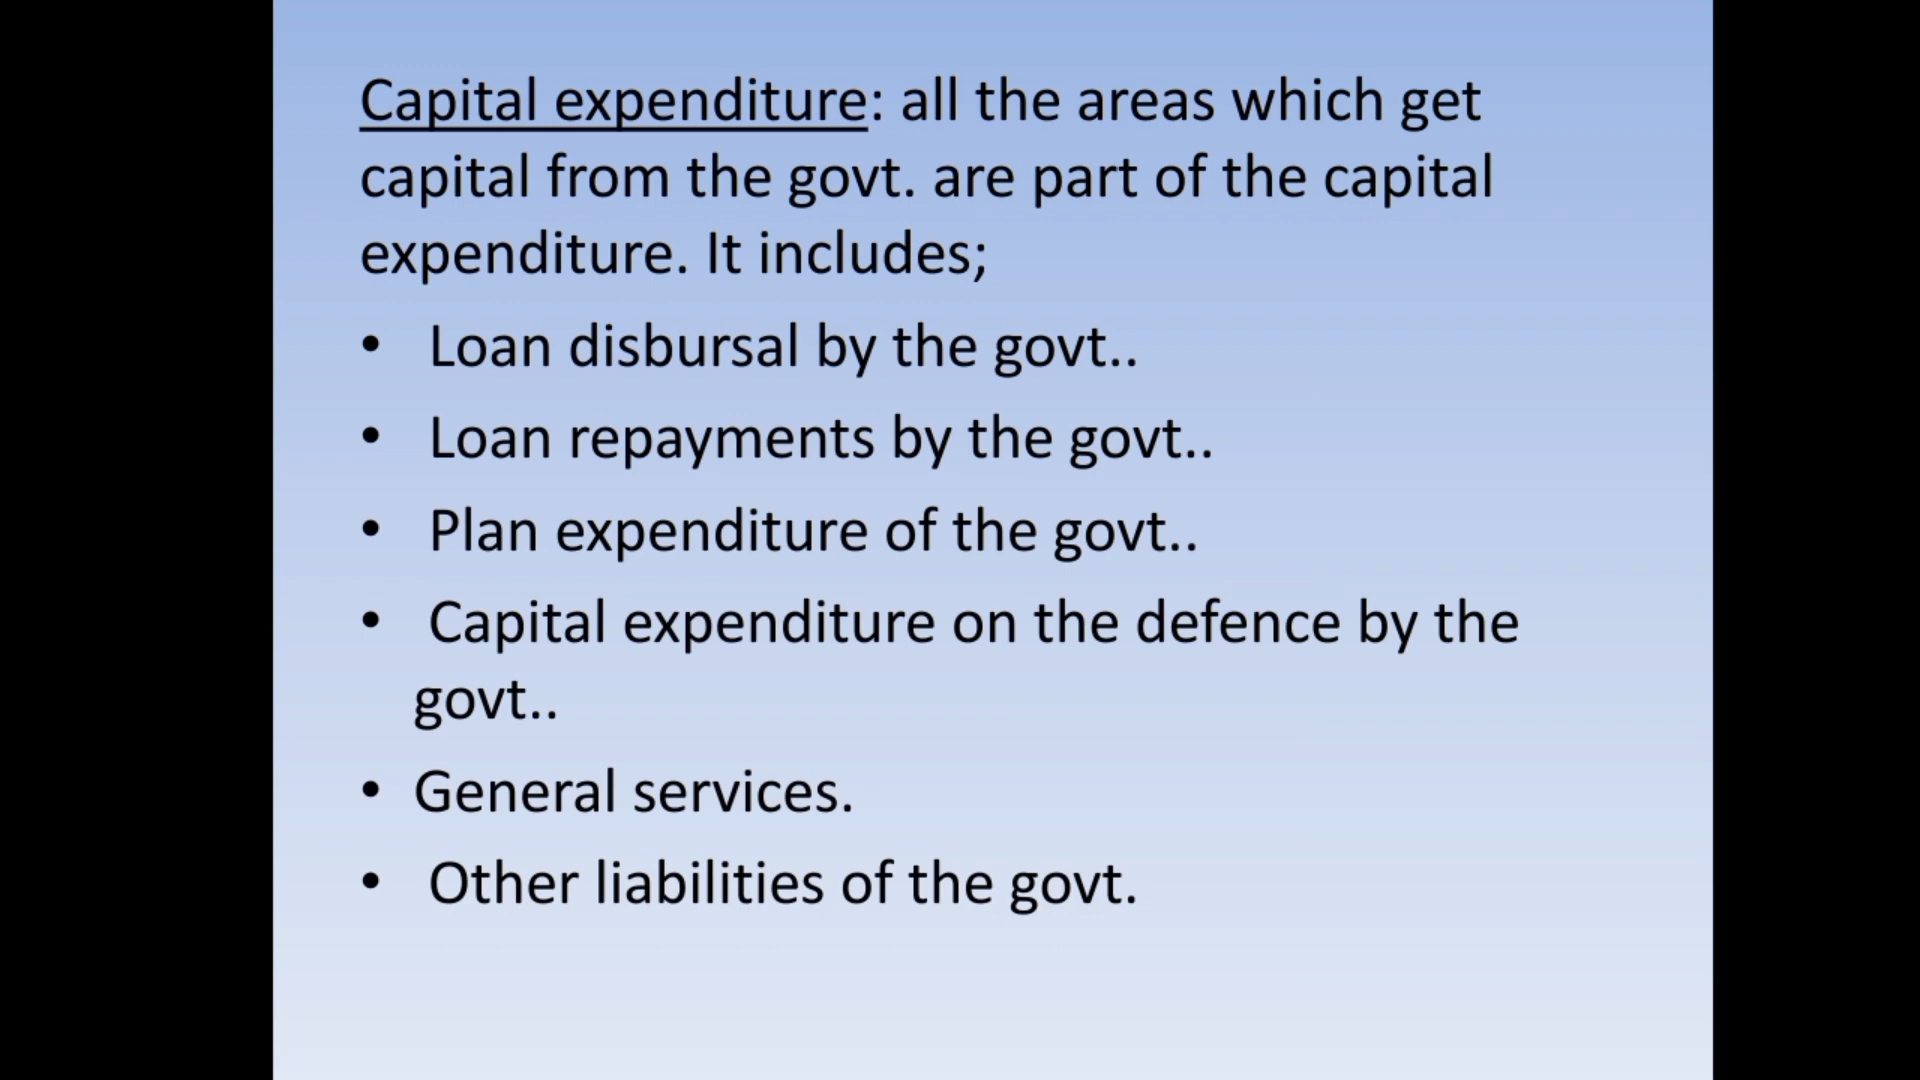 Capital expenditure: all the areas which get
capital from the govt. are part of the capital
expenditure. It includes;
• Loan disbursal by the govt..
• Loan repayments by the govt..
• Plan expenditure of the govt..
• Capital expenditure on the defence by the
govt..
• General services.
• Other liabilities of the govt.